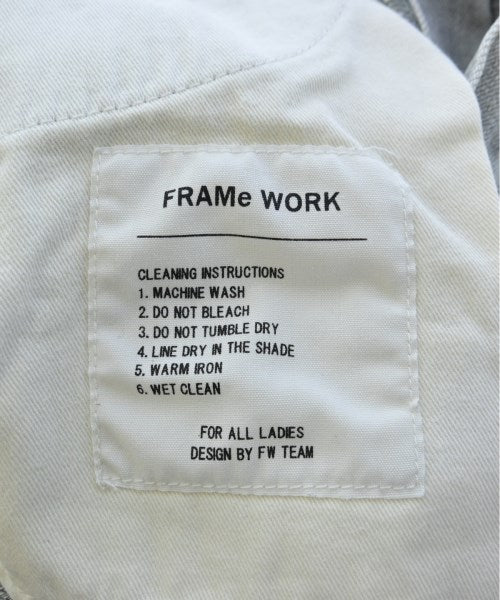 FRAMe WORK
CLEANING INSTRUCTIONS
1. MACHINE WASH
2. DO NOT BLEACH
3. DO NOT TUMBLE DRY
4. LINE DRY IN THE SHADE
5. WARM IRON
6. WET CLEAN
FOR ALL LADIES
DESIGN BY FW TEAM